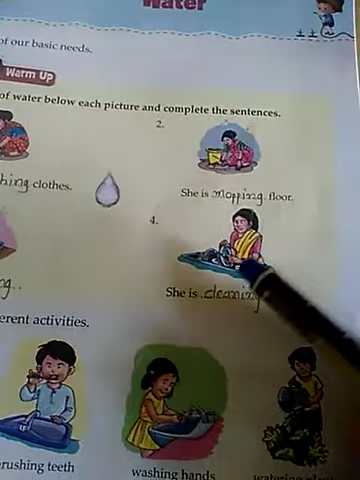 Water
of our basic needs.
Warm Up
of water below each picture and complete the sentences.
2.
hing clothes.
She is mopping floor.
4.
ng..
She is cleaning
erent activities.
rushing teeth
washing hands
watering